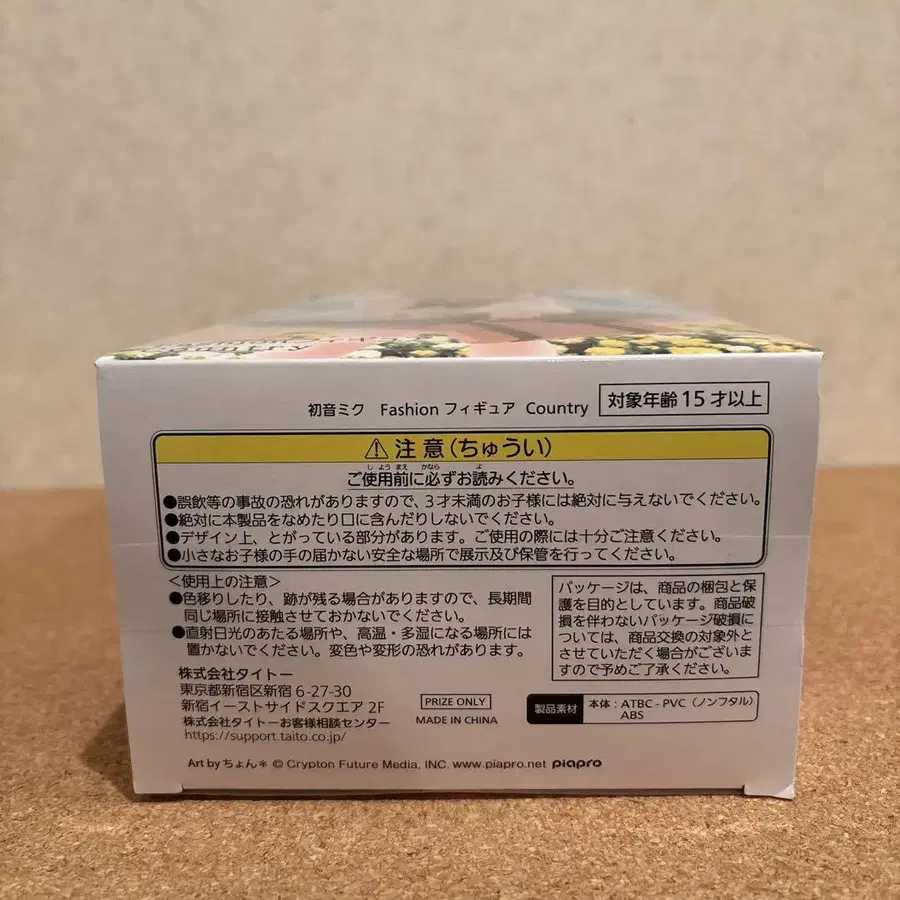 初音ミク Fashion フィギュア Country
対象年齢 15 才以上
⚠ 注意(ちゅうい)
ご使用前に必ずお読みください。
●誤飲等の事故の恐れがありますので、3才未満のお子様には絶対に与えないでください。
●絶対に本製品をなめたり口に含んだりしないでください。
●デザイン上、とがっている部分があります。ご使用の際には十分ご注意ください。
●小さなお子様の手の届かない安全な場所で展示及び保管を行ってください。
<使用上の注意>
●色移りしたり、跡が残る場合がありますので、長期間
同じ場所に接触させておかないでください。
●直射日光のあたる場所や、高温・多湿になる場所には
置かないでください。変色や変形の恐れがあります。
パッケージは、商品の梱包と保
護を目的としています。商品破
損を伴わないパッケージ破損に
ついては、商品交換の対象外と
させていただく場合がございま
すので予めご了承ください。
株式会社タイトー
東京都新宿区新宿 6-27-30
新宿イーストサイドスクエア 2F
株式会社タイトーお客様相談センター
https://support.taito.co.jp/
PRIZE ONLY
MADE IN CHINA
製品素材
本体:ATBC-PVC(ノンフタル)
ABS
Art by ちょん* © Crypton Future Media, INC. www.piapro.net piapro